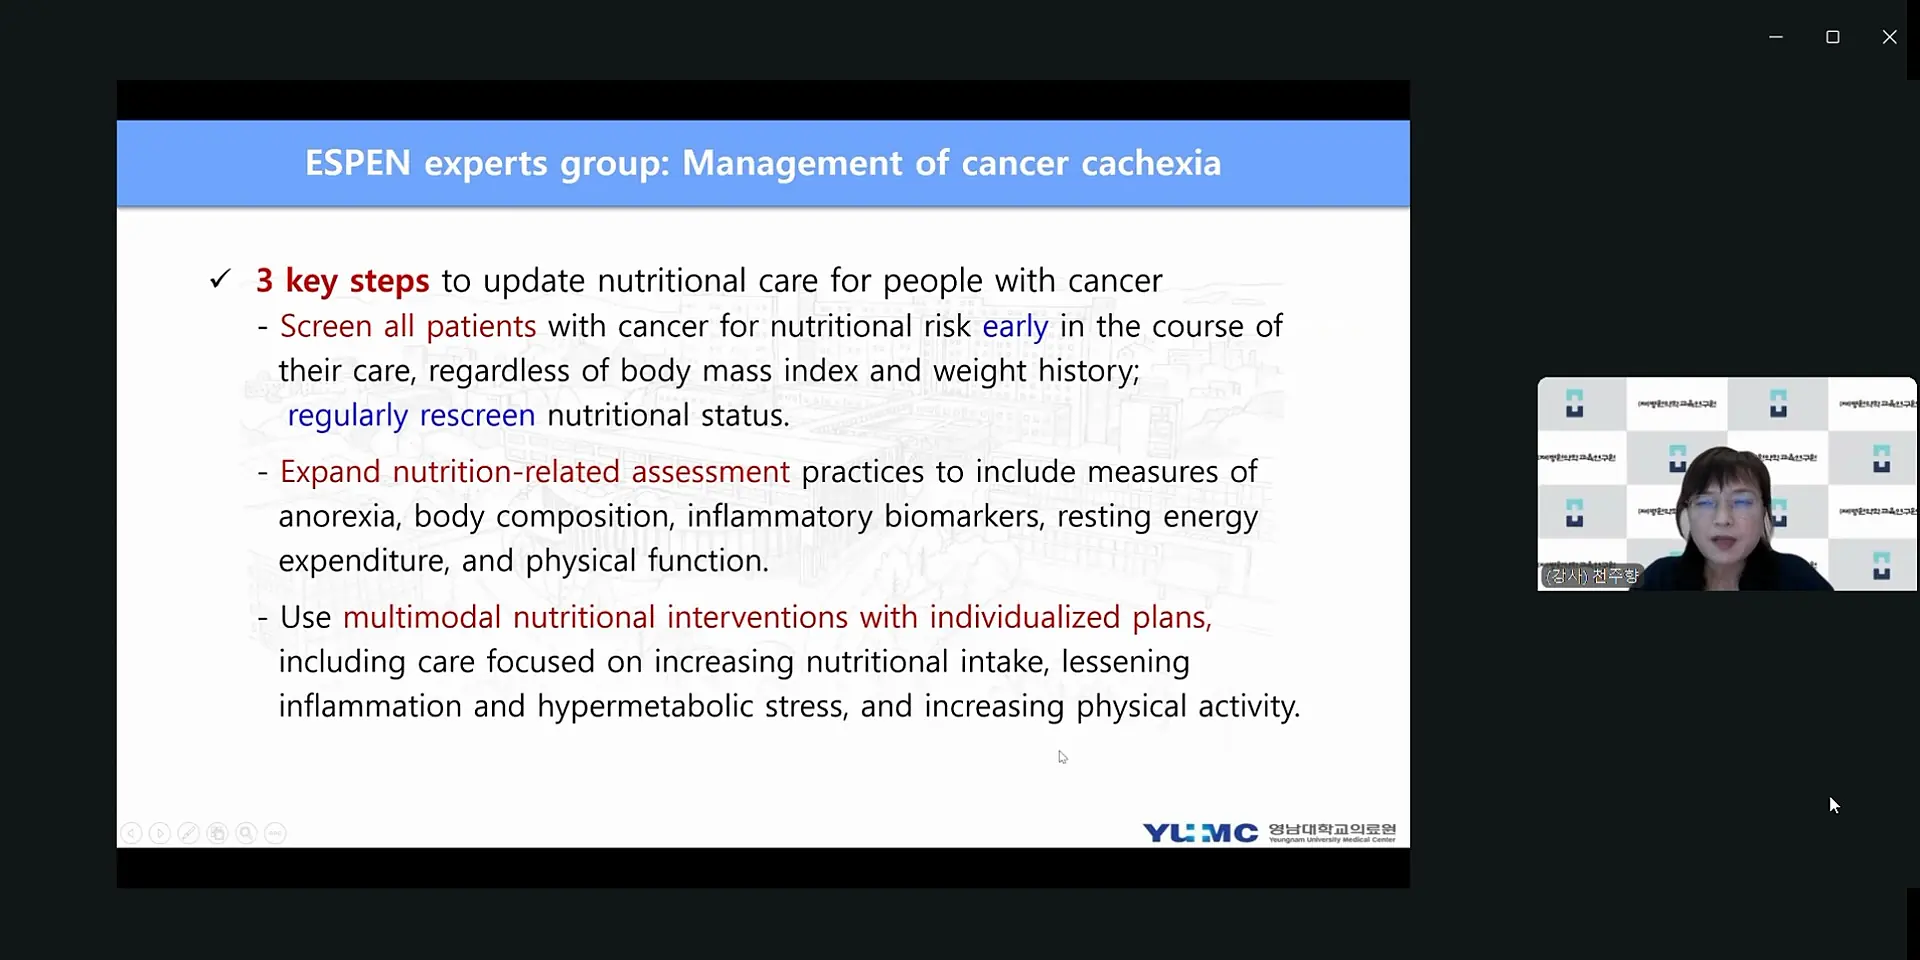 ESPEN experts group: Management of cancer cachexia
✓ 3 key steps to update nutritional care for people with cancer
- Screen all patients with cancer for nutritional risk early in the course of
their care, regardless of body mass index and weight history;
regularly rescreen nutritional status.
- Expand nutrition-related assessment practices to include measures of
anorexia, body composition, inflammatory biomarkers, resting energy
expenditure, and physical function.
- Use multimodal nutritional interventions with individualized plans,
including care focused on increasing nutritional intake, lessening
inflammation and hypermetabolic stress, and increasing physical activity.
YUMC 영남대학교의료원
Yeungnam University Medical Center
(강사) 천주향